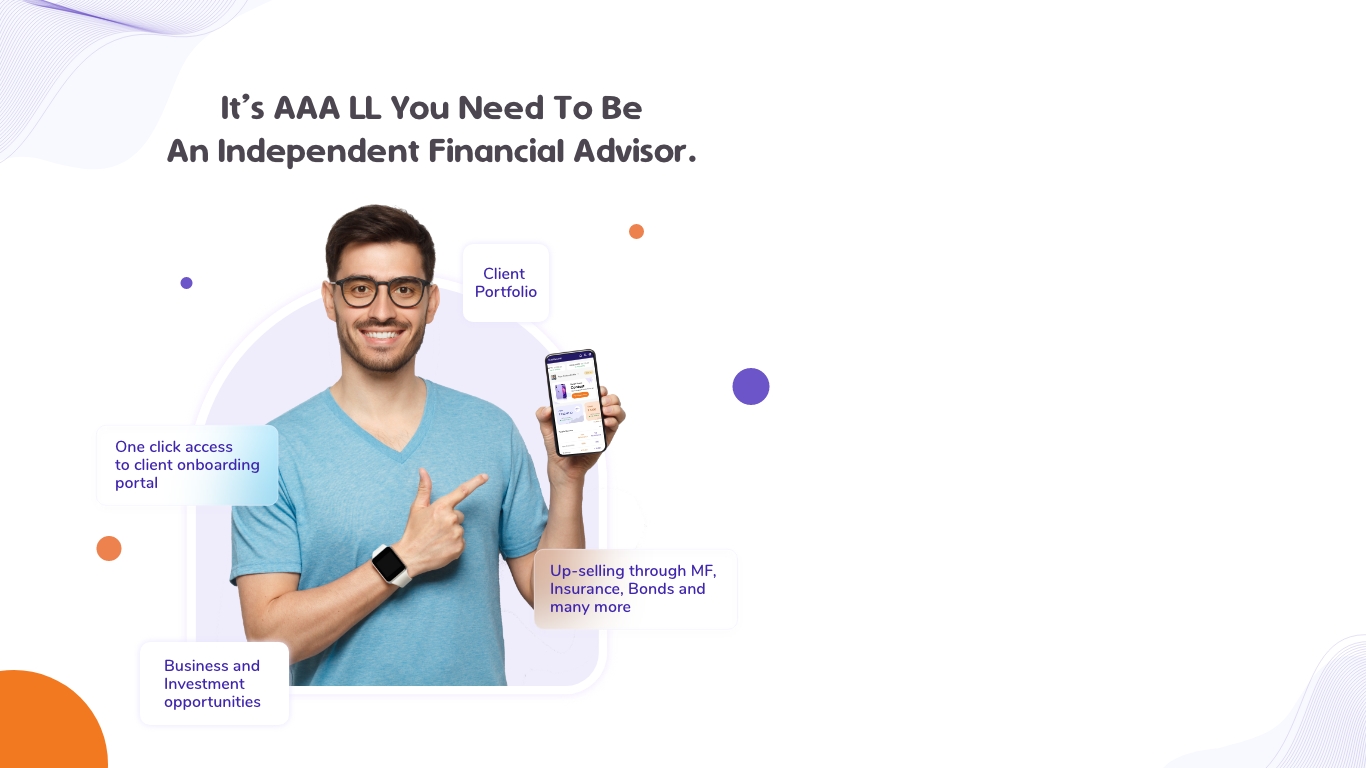 It's AAA LL You Need To Be
An Independent Financial Advisor.
Client
Portfolio
One click access
to client onboarding
portal
Up-selling through MF,
Insurance, Bonds and
many more
Business and
Investment
opportunities